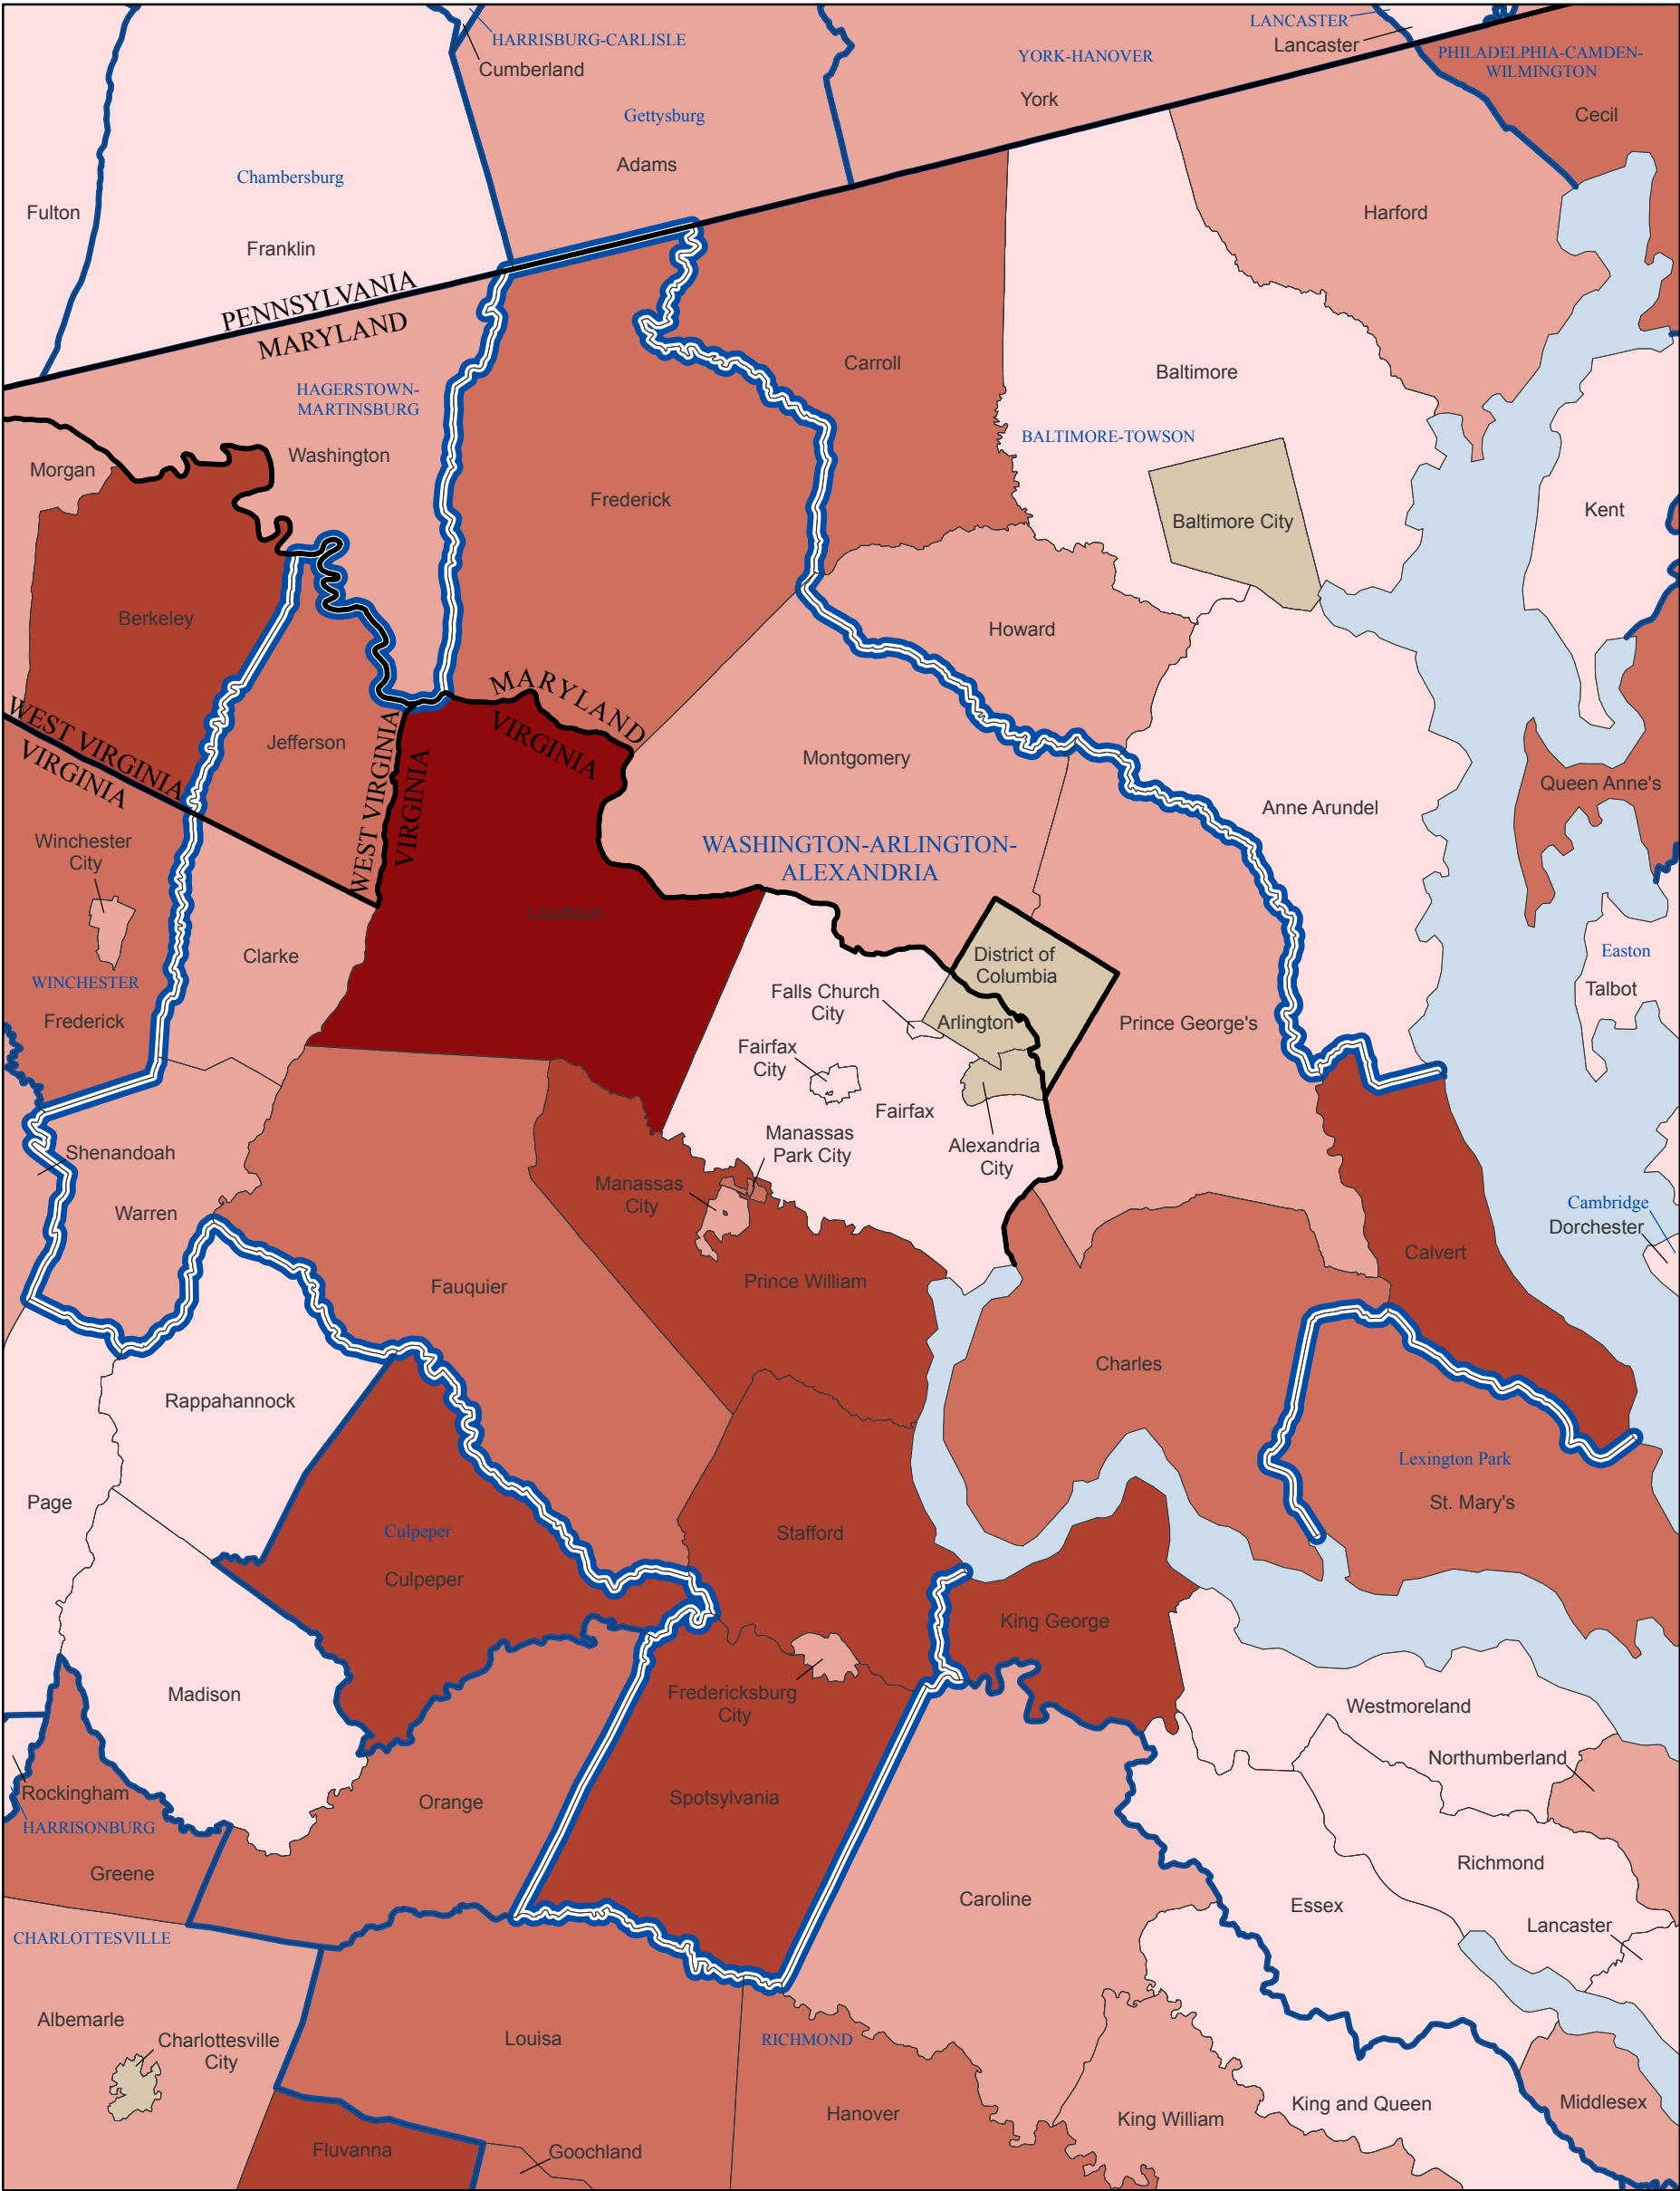 LANCASTER
Lancaster
HARRISBURG-CARLISLE
Cumberland
YORK-HANOVER
York
PHILADELPHIA-CAMDEN-
WILMINGTON
Cecil
Gettysburg
Adams
Chambersburg
Fulton
Franklin
Harford
PENNSYLVANIA
MARYLAND
Carroll
Baltimore
HAGERSTOWN-
MARTINSBURG
BALTIMORE-TOWSON
Washington
Morgan
Frederick
Baltimore City
Kent
Berkeley
Howard
MARYLAND
VIRGINIA
WEST VIRGINIA
VIRGINIA
Jefferson
WEST VIRGINIA
VIRGINIA
Montgomery
Queen Anne's
Anne Arundel
Winchester
City
WASHINGTON-ARLINGTON-
ALEXANDRIA
Loudoun
Clarke
District of
Columbia
Easton
WINCHESTER
Talbot
Falls Church
City
Frederick
Arlington
Prince George's
Fairfax
City
Fairfax
Manassas
Park City
Alexandria
City
Shenandoah
Manassas
City
Warren
Cambridge
Dorchester
Calvert
Fauquier
Prince William
Charles
Rappahannock
Lexington Park
St. Mary's
Page
Culpeper
Culpeper
Stafford
King George
Madison
Fredericksburg
City
Westmoreland
Northumberland
Rockingham
HARRISONBURG
Orange
Spotsylvania
Greene
Richmond
Caroline
Essex
Lancaster
CHARLOTTESVILLE
Albemarle
Charlottesville
City
Louisa
RICHMOND
Hanover
King William
King and Queen
Middlesex
Fluvanna
Goochland